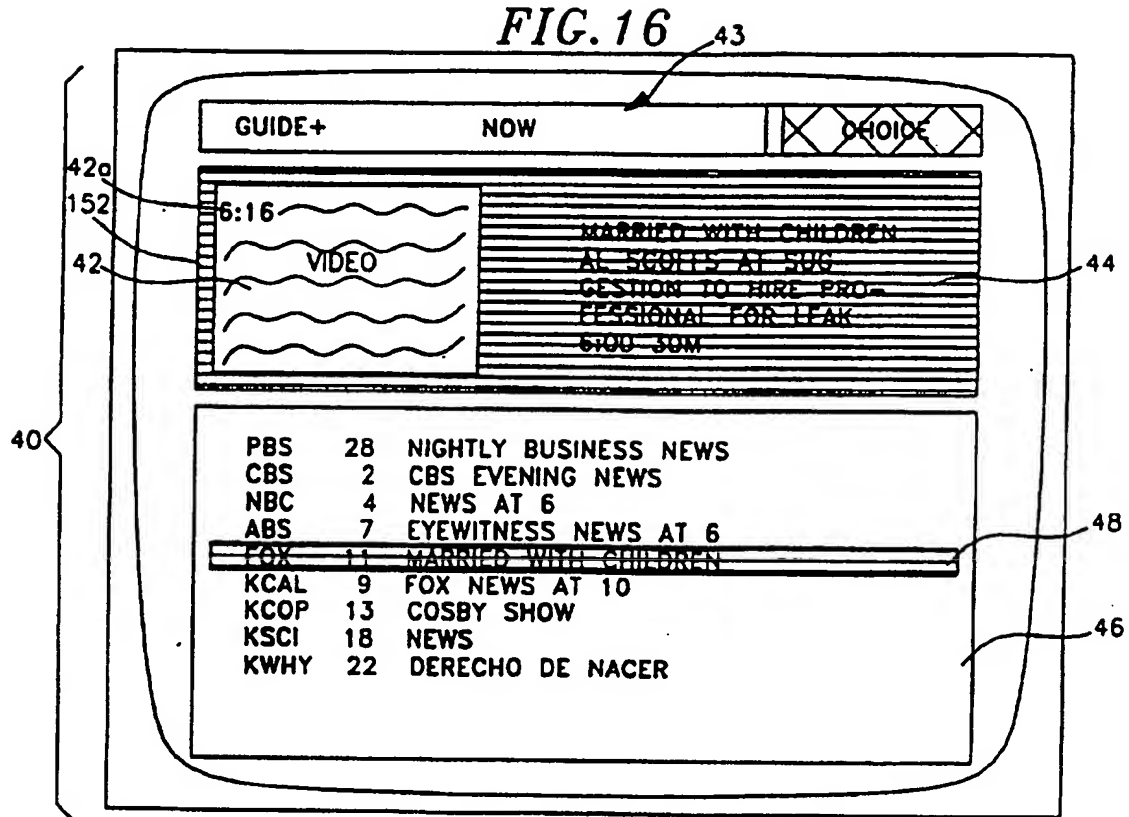 FIG. 16
43
GUIDE+ NOW CHOICE
42a
6:16
152
VIDEO
42
MARRIED WITH CHILDREN
AL SCOFFS AT SUG
GESTION TO HIRE PRO-
FESSIONAL FOR LEAK
6:00 30M
44
40
PBS 28 NIGHTLY BUSINESS NEWS
CBS 2 CBS EVENING NEWS
NBC 4 NEWS AT 6
ABS 7 EYEWITNESS NEWS AT 6
FOX 11 MARRIED WITH CHILDREN
48
KCAL 9 FOX NEWS AT 10
KCOP 13 COSBY SHOW
KSCI 18 NEWS
46
KWHY 22 DERECHO DE NACER